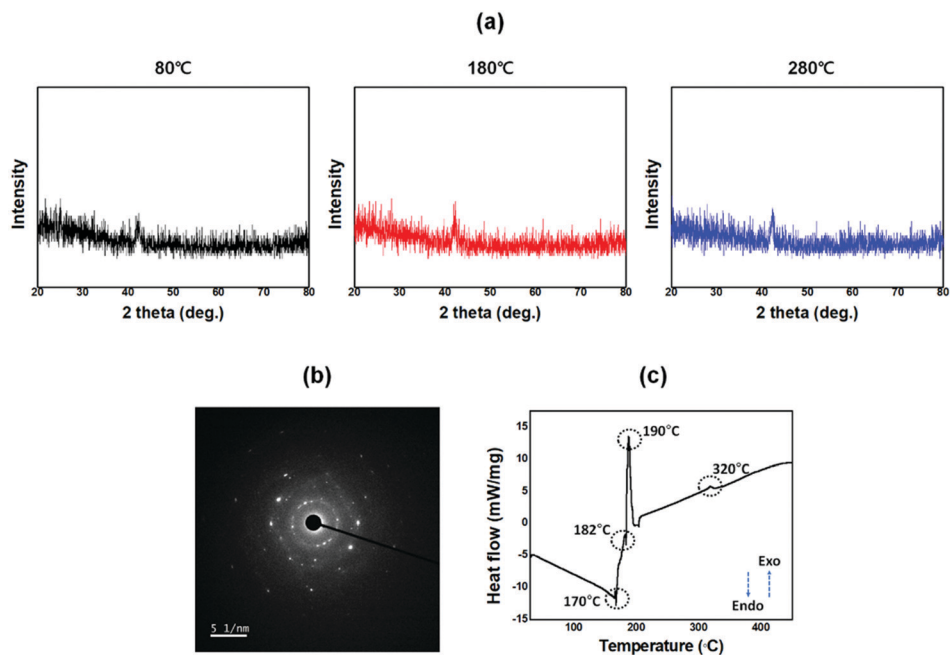 (a)
80℃
180℃
280℃
Intensity
20 30 40 50 60 70 80
2 theta (deg.)
Intensity
20 30 40 50 60 70 80
2 theta (deg.)
Intensity
20 30 40 50 60 70 80
2 theta (deg.)
(b)
5 1/nm
(c)
Heat flow (mW/mg)
15
10
5
0
-5
-10
-15
190°C
320°C
182°C
170°C
Exo
Endo
100 200 300 400
Temperature (◦C)